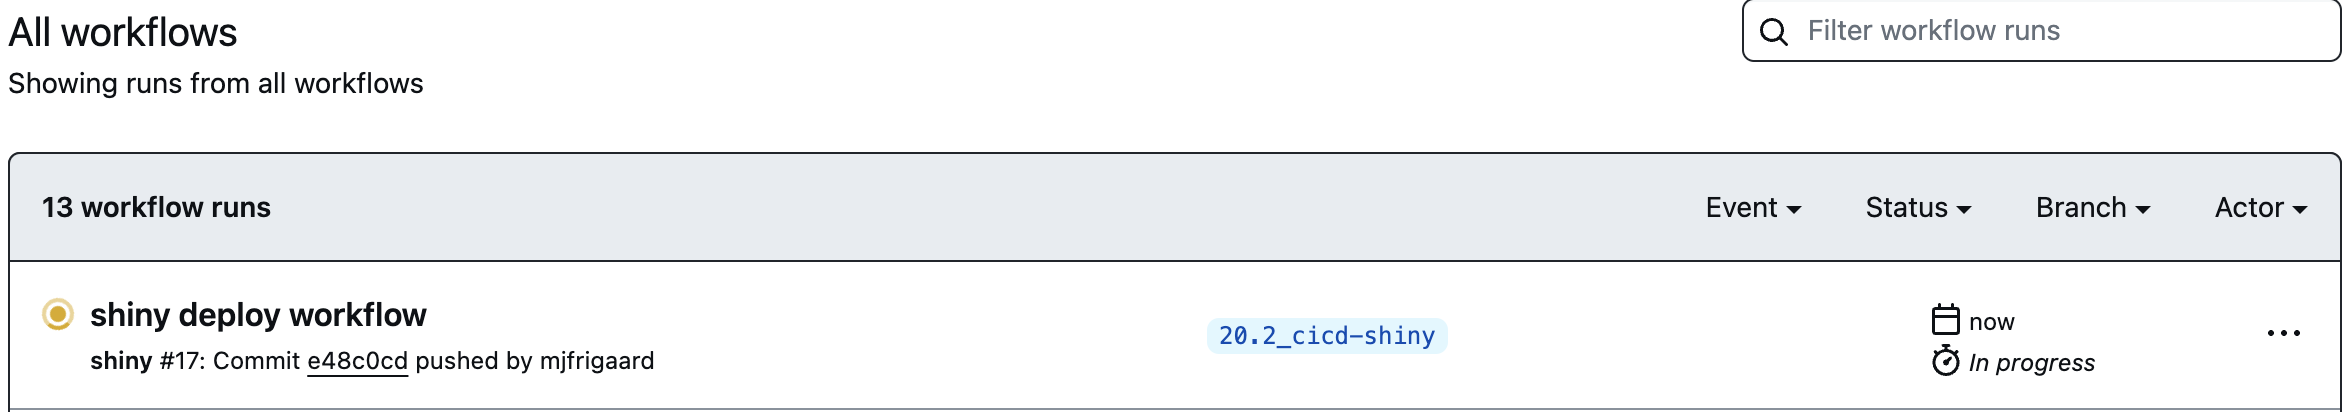 All workflows
Filter workflow runs
Showing runs from all workflows
13 workflow runs
Event
Status
Branch
Actor
shiny deploy workflow
shiny #17: Commit e48c0cd pushed by mjfrigaard
20.2_cicd-shiny
now
In progress